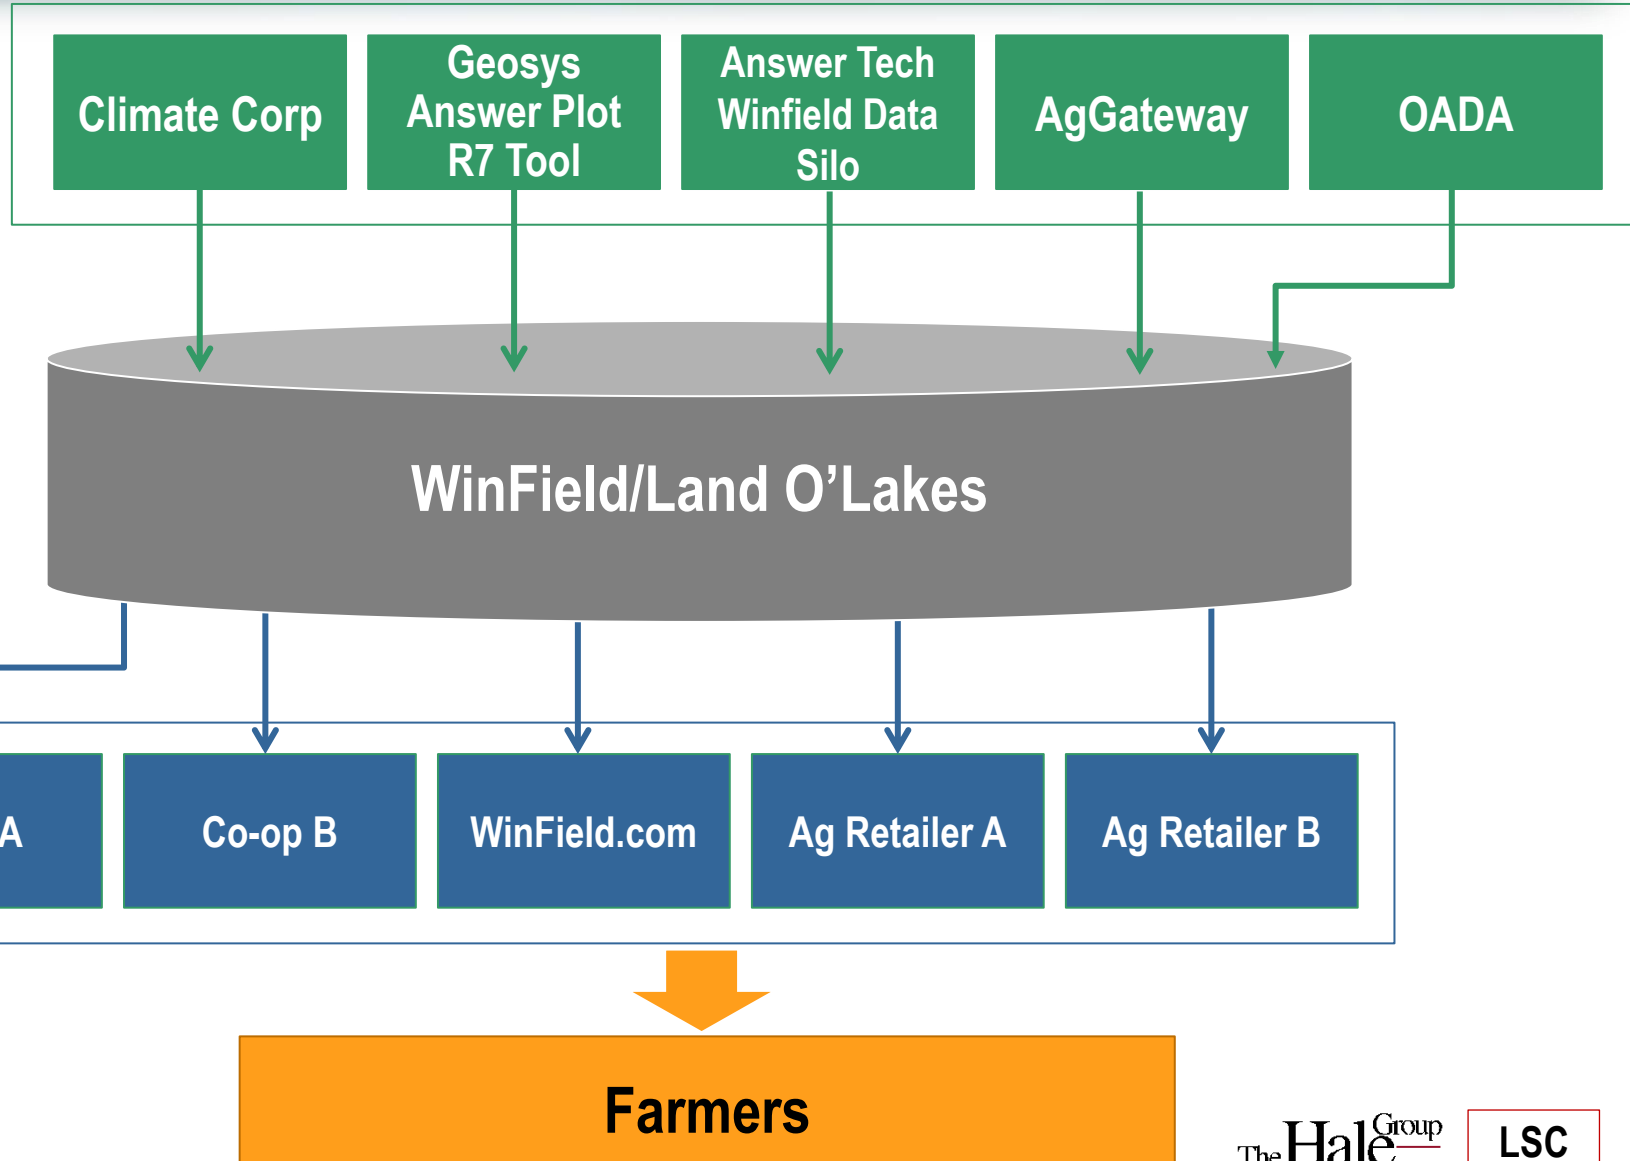 Climate Corp
Geosys
Answer Plot
R7 Tool
Answer Tech
Winfield Data
Silo
AgGateway
OADA
WinField/Land O’Lakes
A
Co-op B
WinField.com
Ag Retailer A
Ag Retailer B
Farmers
The Hale Group
LSC